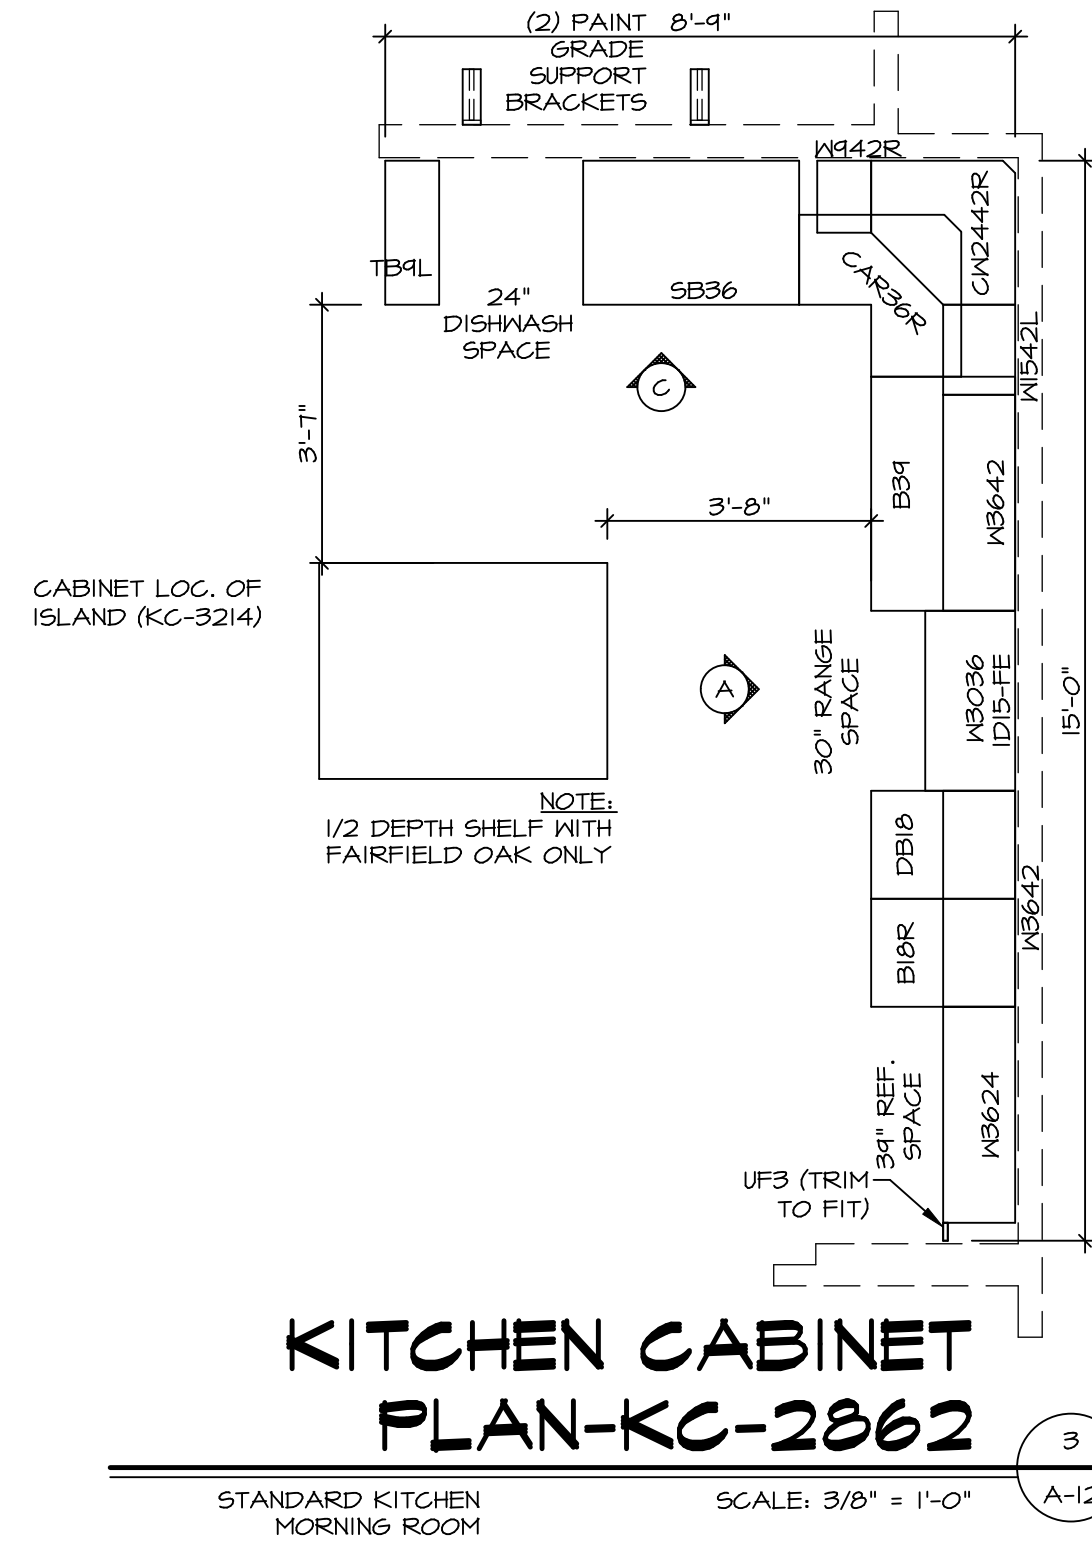 (2) PAINT 8'-9"
GRADE
SUPPORT
BRACKETS
W942R
CW2442R
TB9L
24"
DISHWASH
SPACE
SB36
CAR36R
W1542L
C
3'-7"
B39
W3642
3'-8"
CABINET LOC. OF
ISLAND (KC-3214)
30" RANGE
SPACE
W3036
1D15-FE
15'-0"
A
NOTE:
1/2 DEPTH SHELF WITH
FAIRFIELD OAK ONLY
DB18
W3642
B18R
39" REF.
SPACE
W3624
UF3 (TRIM
TO FIT)
KITCHEN CABINET
PLAN-KC-2862
3
A-12
STANDARD KITCHEN
MORNING ROOM
SCALE: 3/8" = 1'-0"